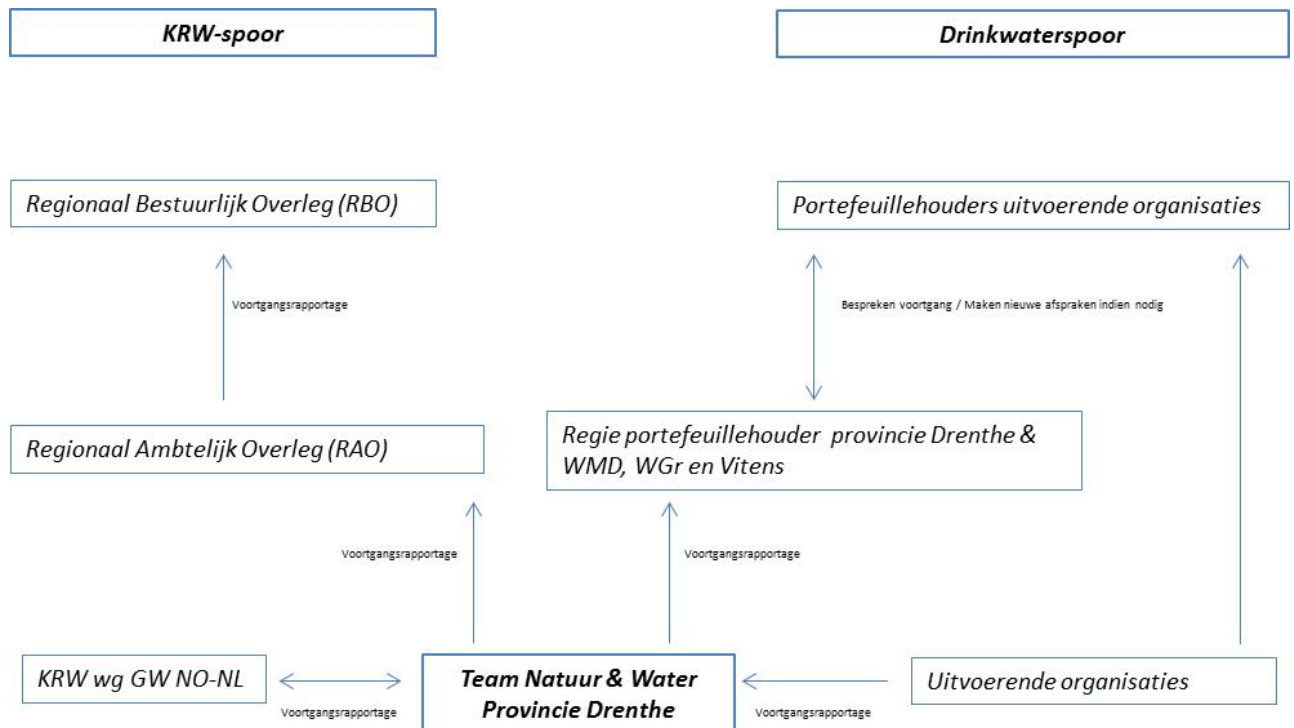 KRW-spoor
Drinkwaterspoor
Regionaal Bestuurlijk Overleg (RBO)
Portefeuillehouders uitvoerende organisaties
Voortgangsrapportage
Bespreken voortgang / Maken nieuwe afspraken indien nodig
Regionaal Ambtelijk Overleg (RAO)
Regie portefeuillehouder provincie Drenthe &
WMD, WGr en Vitens
Voortgangsrapportage
Voortgangsrapportage
KRW wg GW NO-NL
Team Natuur & Water
Provincie Drenthe
Uitvoerende organisaties
Voortgangsrapportage
Voortgangsrapportage